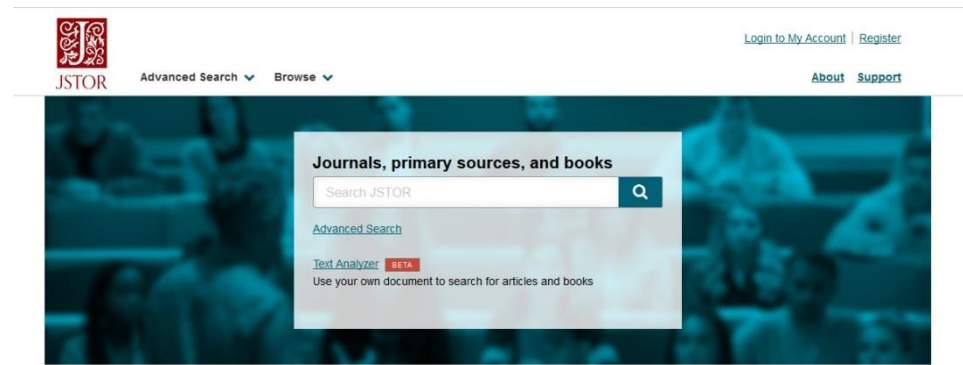 Login to My Account | Register
JSTOR
Advanced Search Browse
About Support
Journals, primary sources, and books
Search JSTOR
Advanced Search
Text Analyzer BETA
Use your own document to search for articles and books